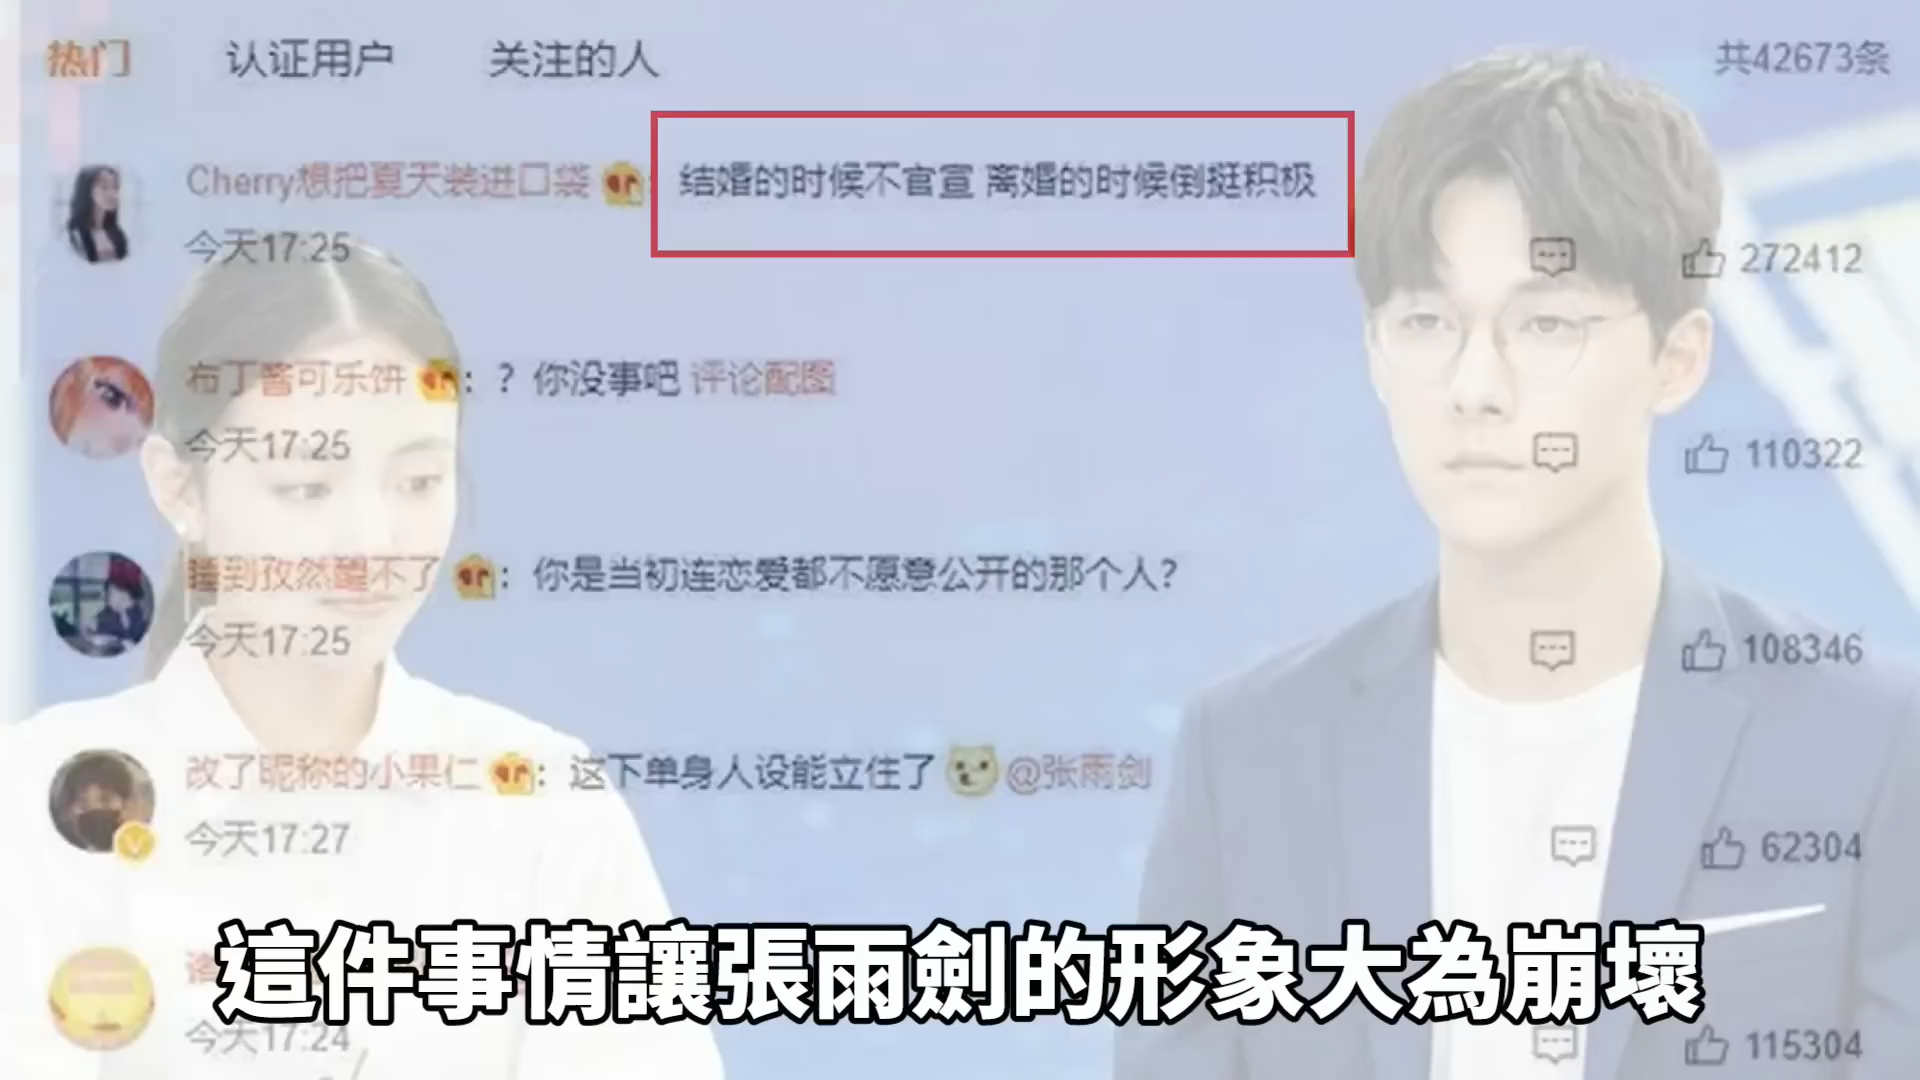 热门 认证用户 关注的人 共42673条
Cherry想把夏天装进口袋: 结婚的时候不官宣 离婚的时候倒挺积极
今天17:25 272412
布丁酱可乐饼: ？你没事吧 评论配图
今天17:25 110322
睡到孜然醒不了: 你是当初连恋爱都不愿意公开的那个人?
今天17:25 108346
改了昵称的小果仁: 这下单身人设能立住了 @张雨剑
今天17:27 62304
這件事情讓張雨劍的形象大為崩壞
今天17:24 115304